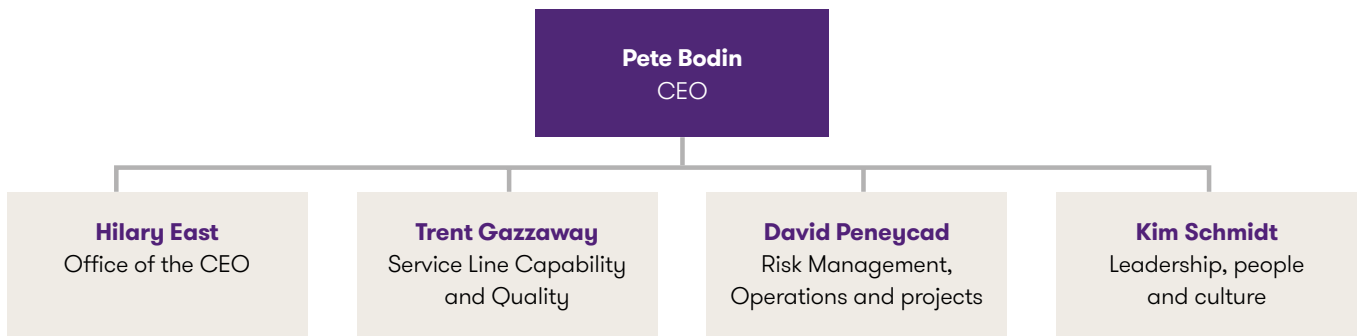 Pete Bodin
CEO
Hilary East
Office of the CEO
Trent Gazzaway
Service Line Capability
and Quality
David Peneycad
Risk Management,
Operations and projects
Kim Schmidt
Leadership, people
and culture